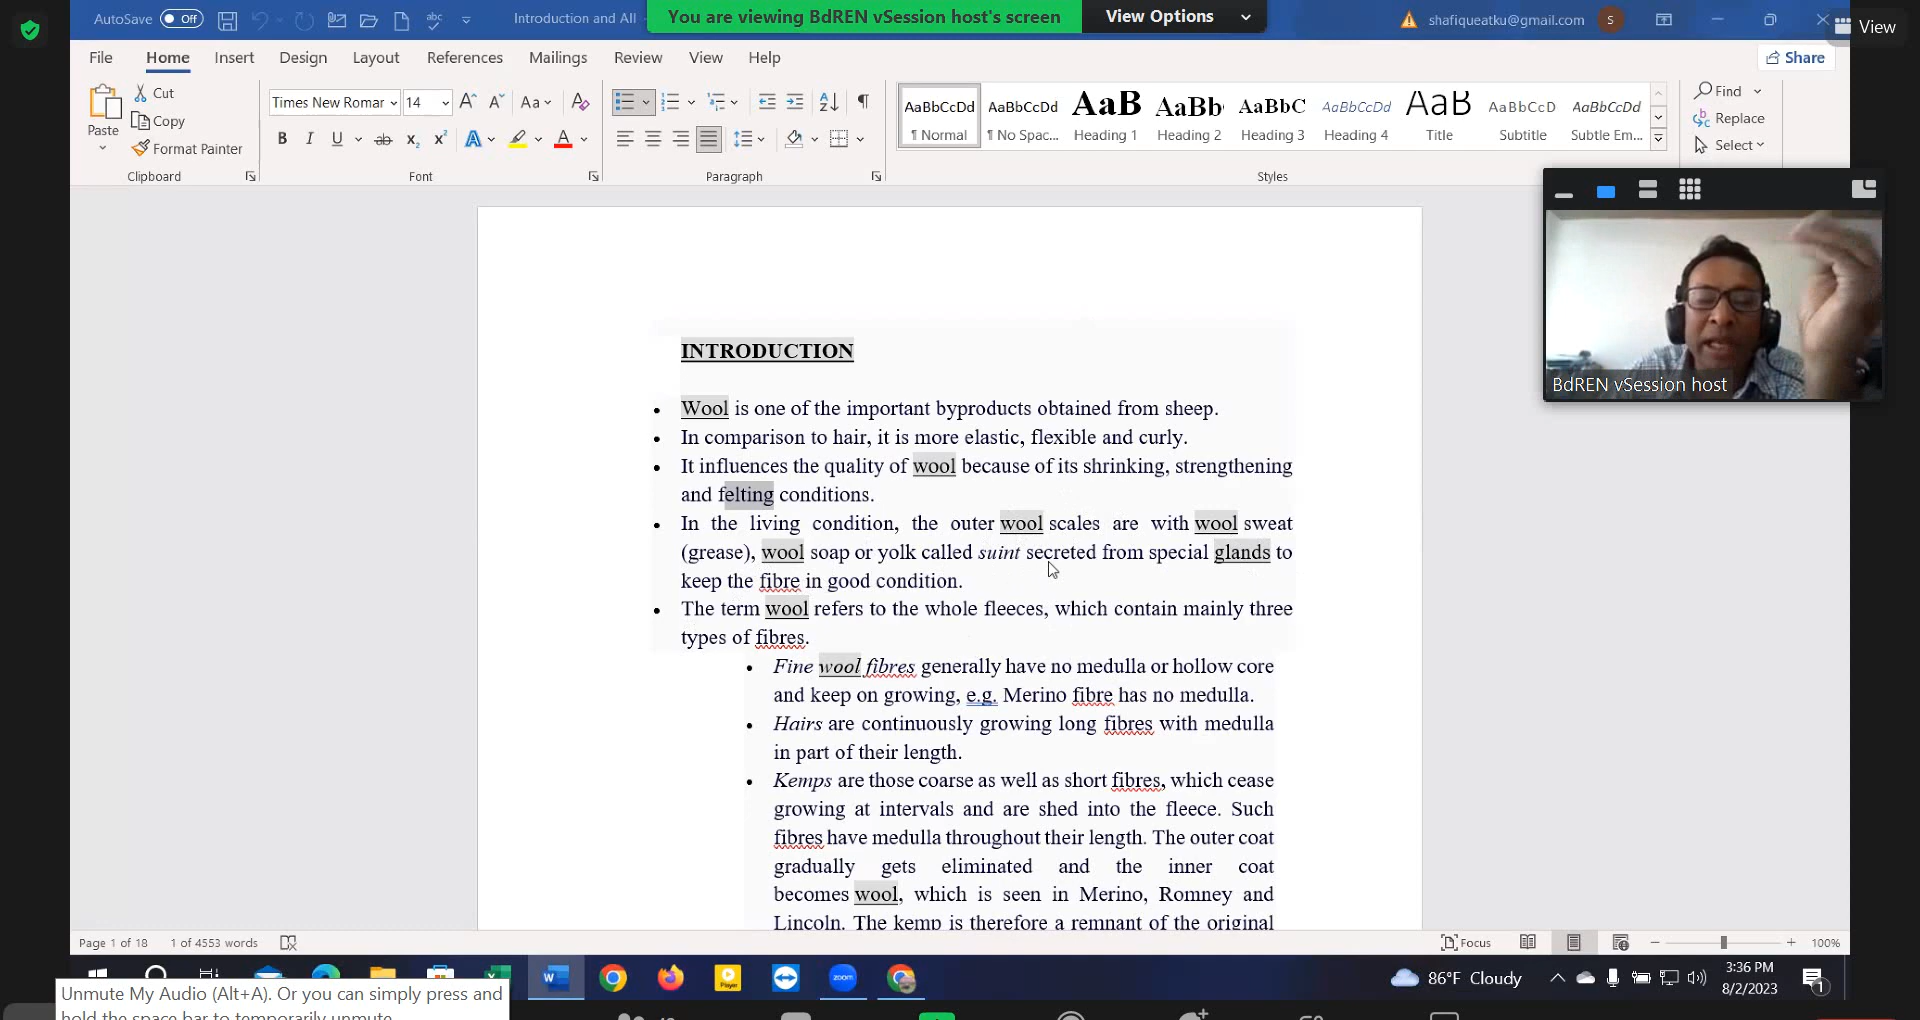 AutoSave Off
Introduction and All
You are viewing BdREN vSession host's screen
View Options
shafiqueatku@gmail.com
S
View
File Home Insert Design Layout References Mailings Review View Help
Share
Paste
Cut
Copy
Format Painter
Clipboard
Times New Romar 14
Font
Paragraph
AaBbCcDd AaBbCcDd AaB AaBb AaBbC AaBbCcDd AaB AaBbCcD AaBbCcDd
¶ Normal ¶ No Spac... Heading 1 Heading 2 Heading 3 Heading 4 Title Subtitle Subtle Em...
Styles
Find
Replace
Select
BdREN vSession host
INTRODUCTION
• Wool is one of the important byproducts obtained from sheep.
• In comparison to hair, it is more elastic, flexible and curly.
• It influences the quality of wool because of its shrinking, strengthening
and felting conditions.
• In the living condition, the outer wool scales are with wool sweat
(grease), wool soap or yolk called suint secreted from special glands to
keep the fibre in good condition.
• The term wool refers to the whole fleeces, which contain mainly three
types of fibres.
• Fine wool fibres generally have no medulla or hollow core
and keep on growing, e.g. Merino fibre has no medulla.
• Hairs are continuously growing long fibres with medulla
in part of their length.
• Kemps are those coarse as well as short fibres, which cease
growing at intervals and are shed into the fleece. Such
fibres have medulla throughout their length. The outer coat
gradually gets eliminated and the inner coat
becomes wool, which is seen in Merino, Romney and
Lincoln. The kemp is therefore a remnant of the original
Page 1 of 18 1 of 4553 words
Focus
100%
86°F Cloudy
3:36 PM
8/2/2023
Unmute My Audio (Alt+A). Or you can simply press and
hold the space bar to temporarily unmute.